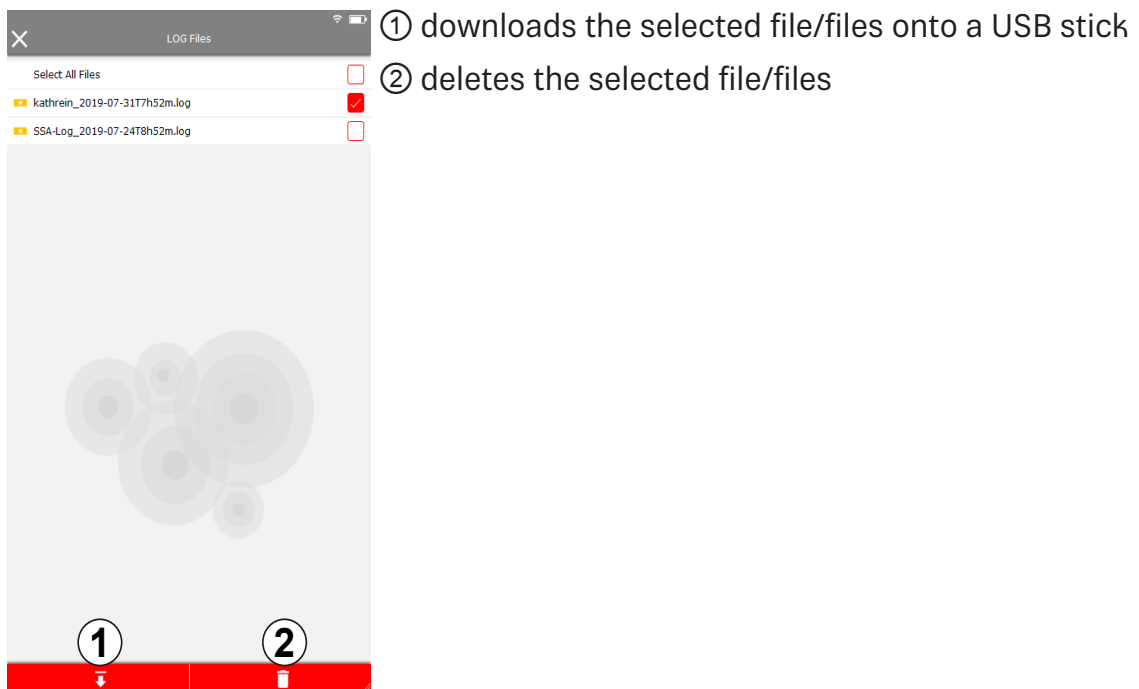 LOG Files
Select All Files
kathrein_2019-07-31T7h52m.log
SSA-Log_2019-07-24T8h52m.log
1
2
① downloads the selected file/files onto a USB stick
② deletes the selected file/files